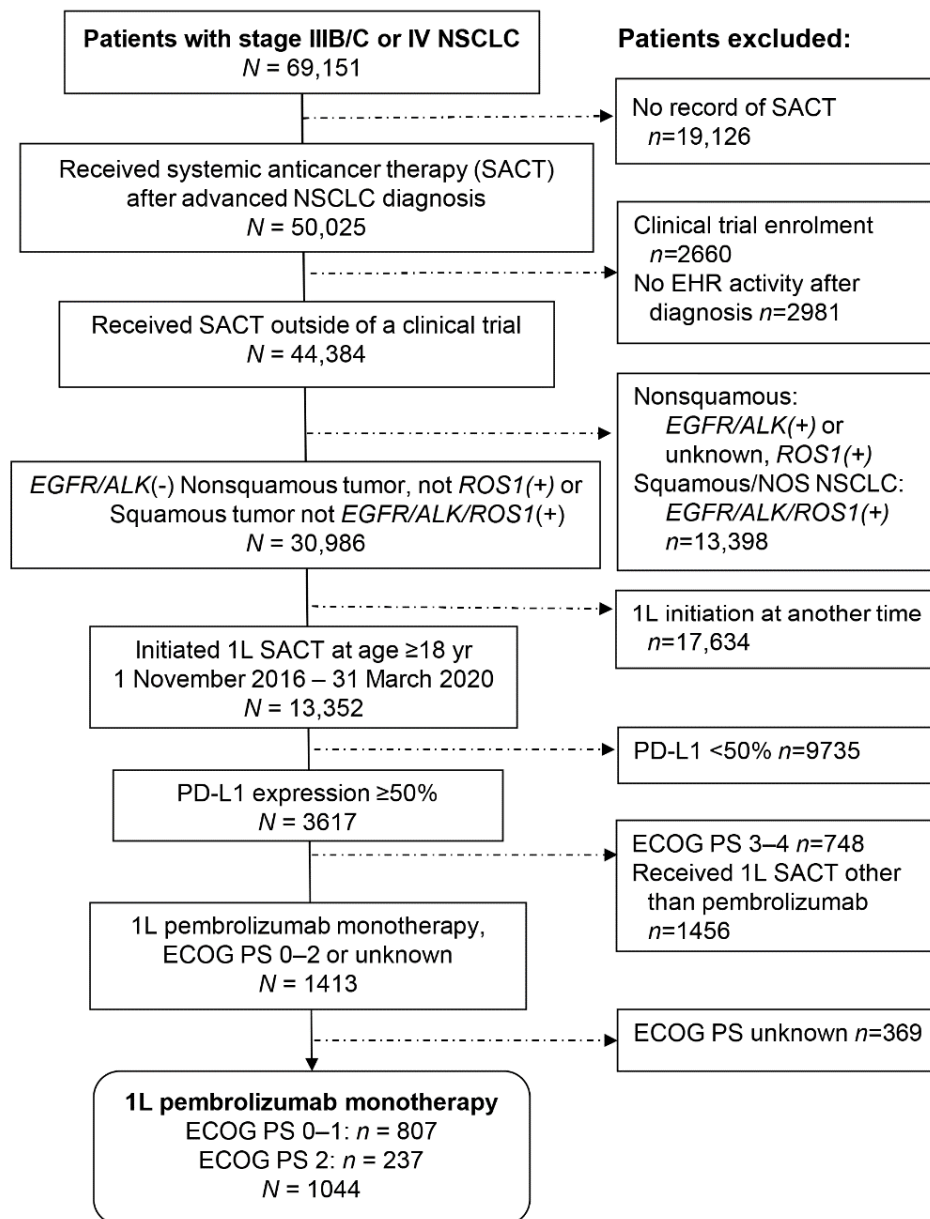 Patients with stage IIIB/C or IV NSCLC
N = 69,151
Patients excluded:
No record of SACT
n=19,126
Received systemic anticancer therapy (SACT)
after advanced NSCLC diagnosis
N = 50,025
Clinical trial enrolment
n=2660
No EHR activity after
diagnosis n=2981
Received SACT outside of a clinical trial
N = 44,384
Nonsquamous:
EGFR/ALK(+) or
unknown, ROS1(+)
Squamous/NOS NSCLC:
EGFR/ALK/ROS1(+)
n=13,398
EGFR/ALK(-) Nonsquamous tumor, not ROS1(+) or
Squamous tumor not EGFR/ALK/ROS1(+)
N = 30,986
1L initiation at another time
n=17,634
Initiated 1L SACT at age ≥18 yr
1 November 2016 – 31 March 2020
N = 13,352
PD-L1 <50% n=9735
PD-L1 expression ≥50%
N = 3617
ECOG PS 3–4 n=748
Received 1L SACT other
than pembrolizumab
n=1456
1L pembrolizumab monotherapy,
ECOG PS 0–2 or unknown
N = 1413
ECOG PS unknown n=369
1L pembrolizumab monotherapy
ECOG PS 0–1: n = 807
ECOG PS 2: n = 237
N = 1044